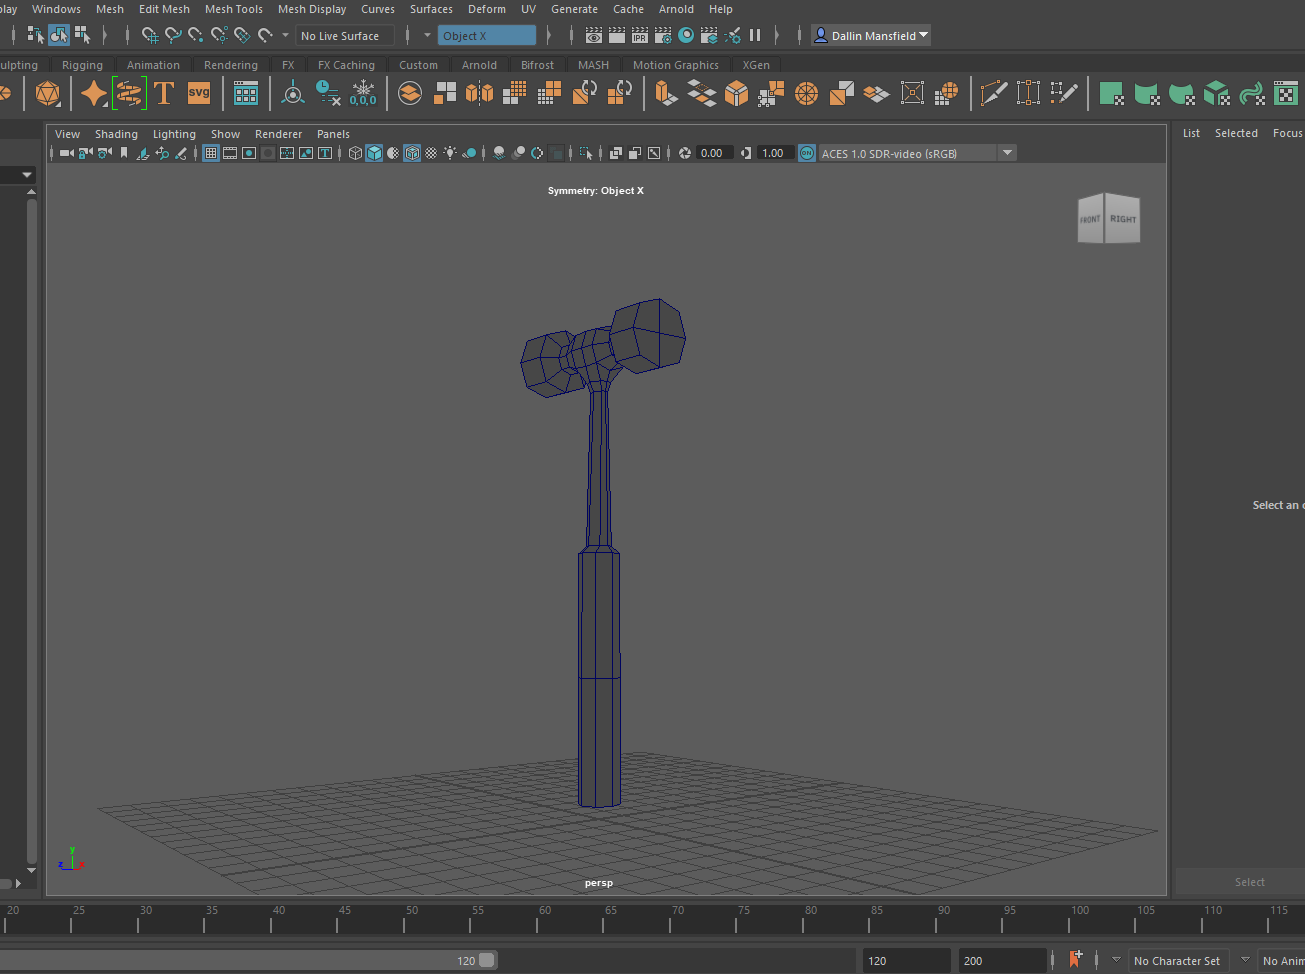 play Windows Mesh Edit Mesh Mesh Tools Mesh Display Curves Surfaces Deform UV Generate Cache Arnold Help
No Live Surface Object X IPR Dallin Mansfield
ulpting Rigging Animation Rendering FX FX Caching Custom Arnold Bifrost MASH Motion Graphics XGen
T SVG 0,0,0
View Shading Lighting Show Renderer Panels
List Selected Focus
0.00 1.00 ON ACES 1.0 SDR-video (sRGB)
Symmetry: Object X
FRONT RIGHT
Select an
y
z x
persp
Select
20 25 30 35 40 45 50 55 60 65 70 75 80 85 90 95 100 105 110 115
120 120 200 No Character Set No Anim